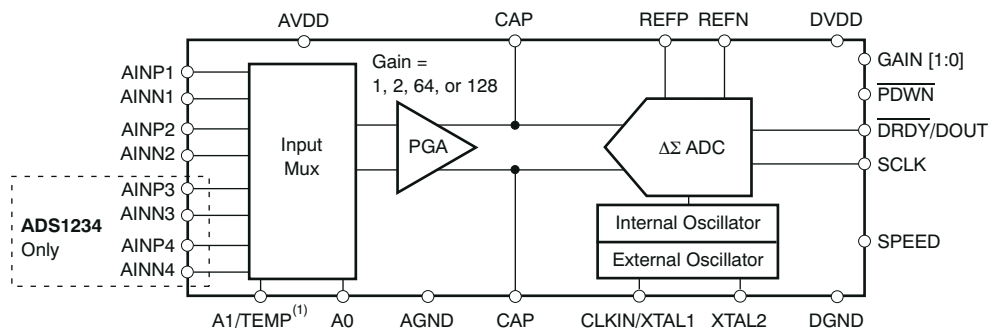 AVDD
CAP
REFP
REFN
DVDD
Gain =
1, 2, 64, or 128
GAIN [1:0]
AINP1
AINN1
PDWN
AINP2
AINN2
Input
Mux
PGA
ΔΣ ADC
DRDY/DOUT
SCLK
AINP3
AINN3
AINP4
AINN4
ADS1234
Only
Internal Oscillator
External Oscillator
SPEED
A1/TEMP(1)
A0
AGND
CAP
CLKIN/XTAL1
XTAL2
DGND